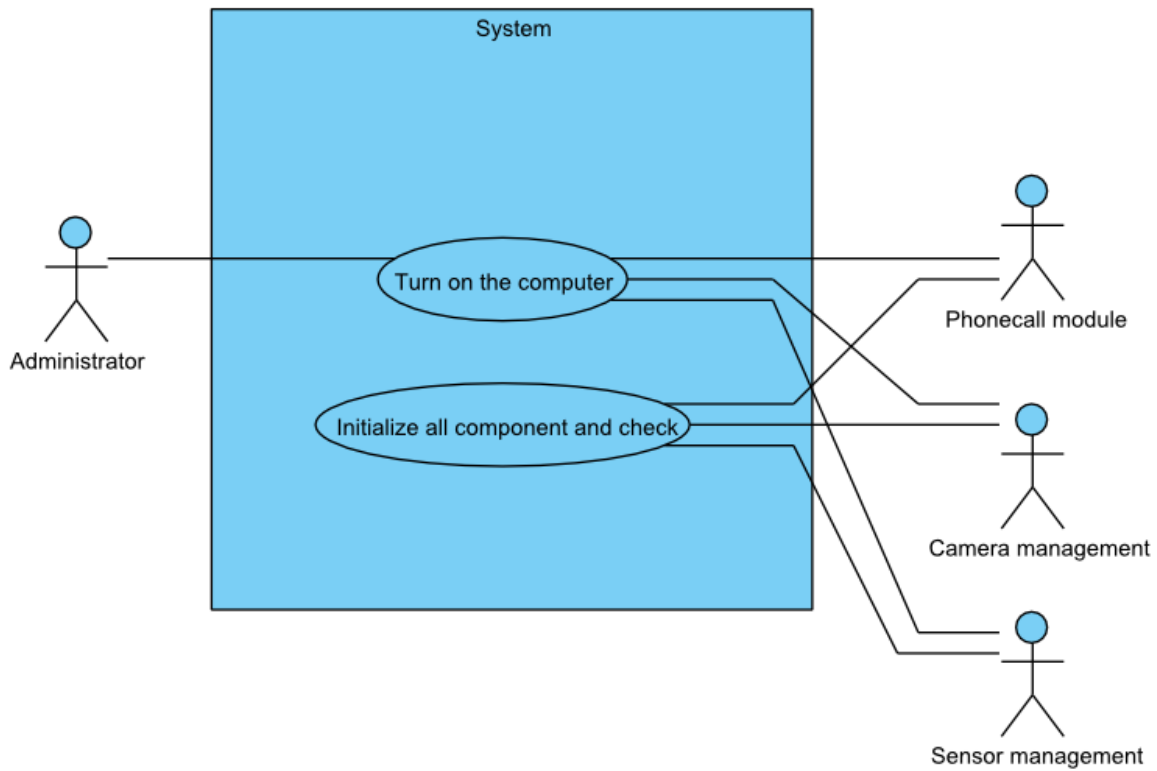 System
Turn on the computer
Phonecall module
Administrator
Initialize all component and check
Camera management
Sensor management